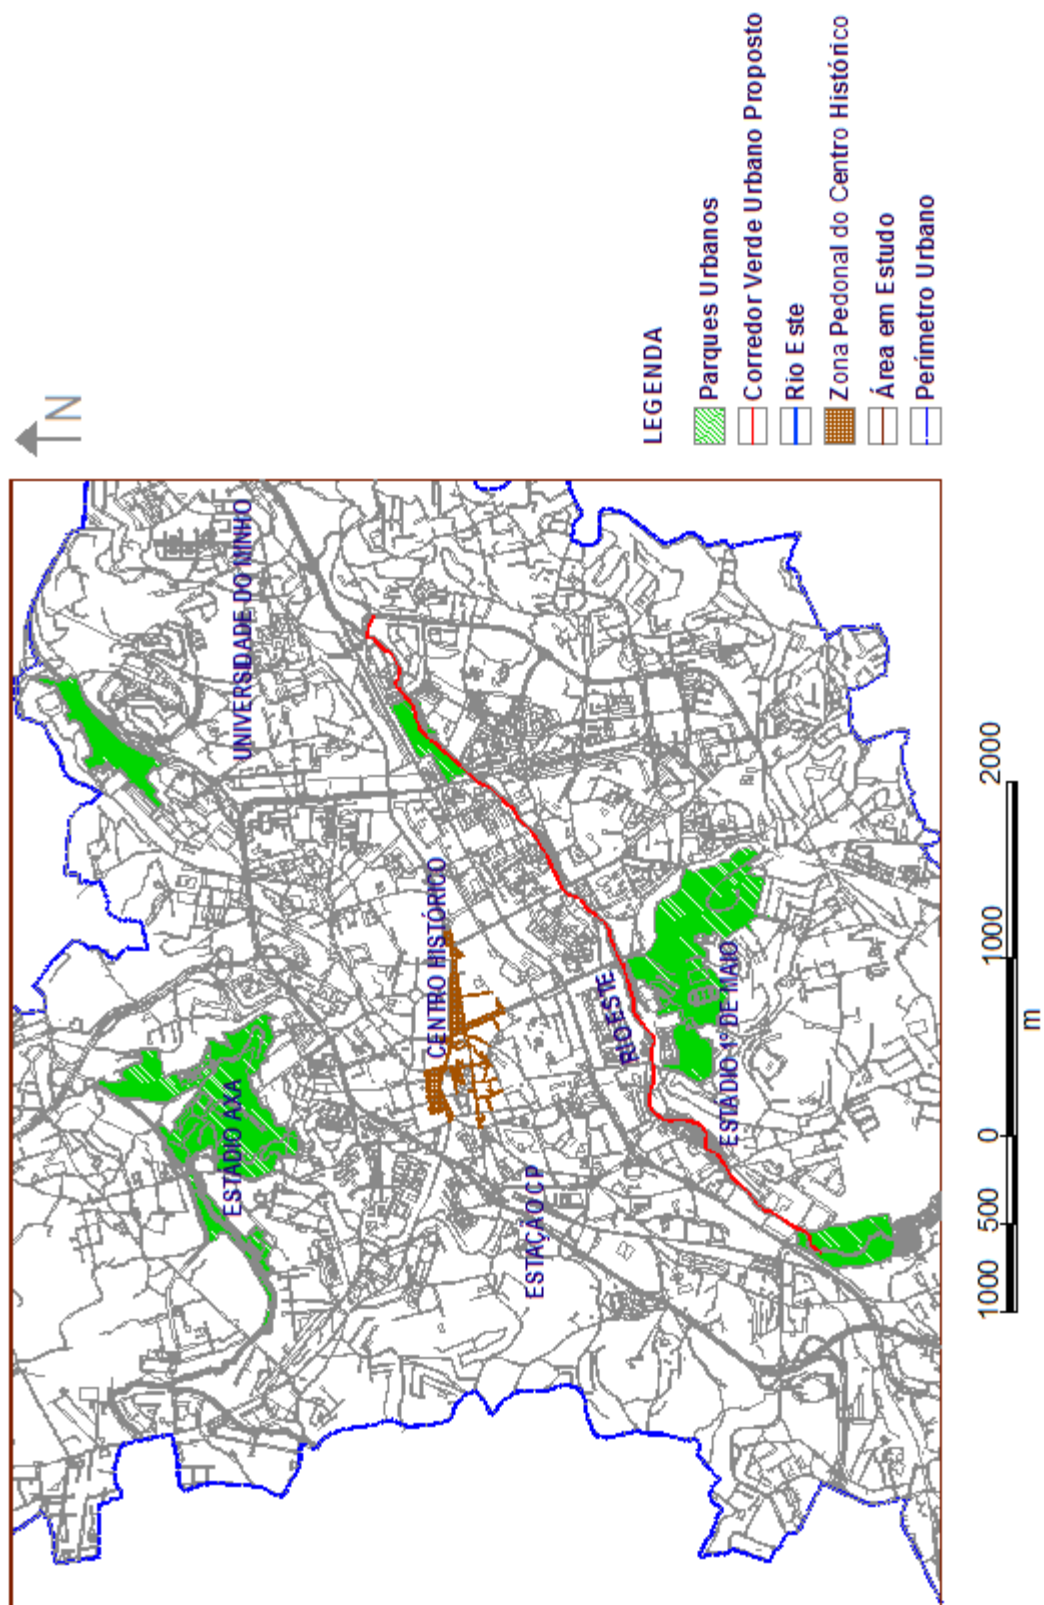 N
UNIVERSIDADE DO MINHO
ESTÁDIO AXA
CENTRO HISTÓRICO
ESTAÇÃO CP
RIO ESTE
ESTÁDIO 1º DE MAIO
LEGENDA
Parques Urbanos
Corredor Verde Urbano Proposto
Rio Este
Zona Pedonal do Centro Histórico
Área em Estudo
Perímetro Urbano
1000 500 0 1000 2000
m